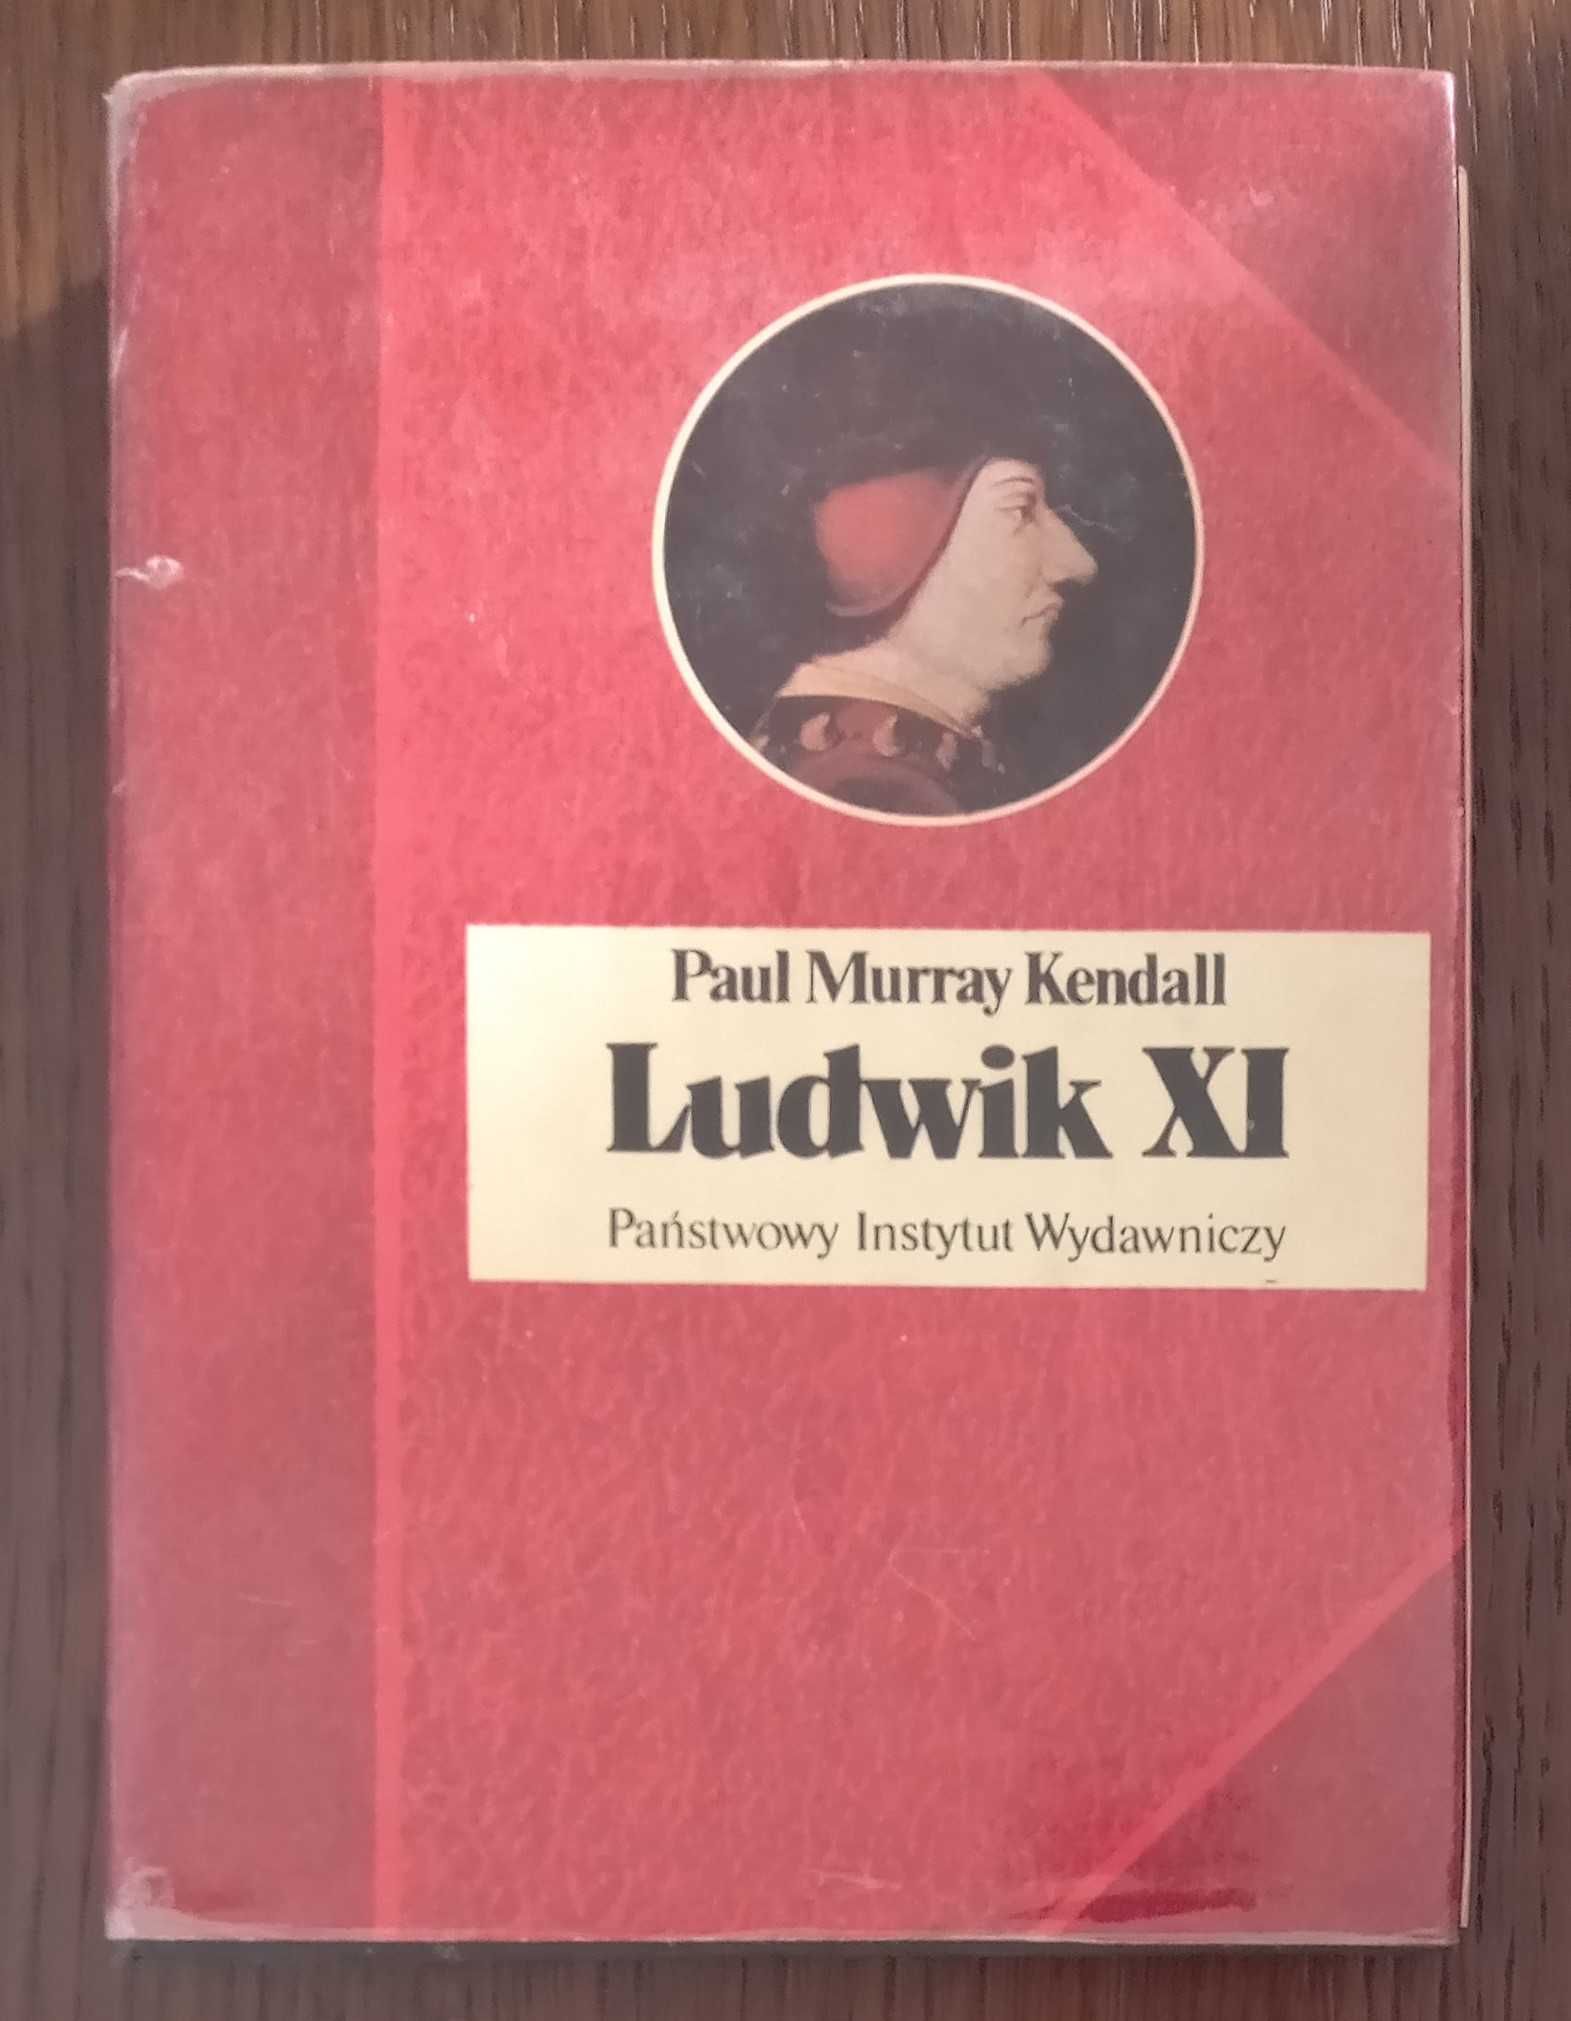 Paul Murray Kendall
Ludwik XI
Państwowy Instytut Wydawniczy